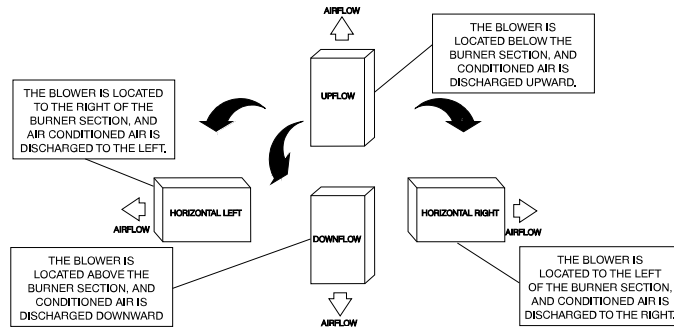 AIRFLOW
THE BLOWER IS
LOCATED BELOW THE
BURNER SECTION, AND
CONDITIONED AIR IS
DISCHARGED UPWARD.
UPFLOW
THE BLOWER IS LOCATED
TO THE RIGHT OF THE
BURNER SECTION, AND
AIR CONDITIONED AIR IS
DISCHARGED TO THE LEFT.
HORIZONTAL LEFT
AIRFLOW
DOWNFLOW
HORIZONTAL RIGHT
AIRFLOW
THE BLOWER IS
LOCATED ABOVE THE
BURNER SECTION, AND
CONDITIONED AIR IS
DISCHARGED DOWNWARD
THE BLOWER IS
LOCATED TO THE LEFT
OF THE BURNER SECTION,
AND CONDITIONED AIR IS
DISCHARGED TO THE RIGHT.
AIRFLOW